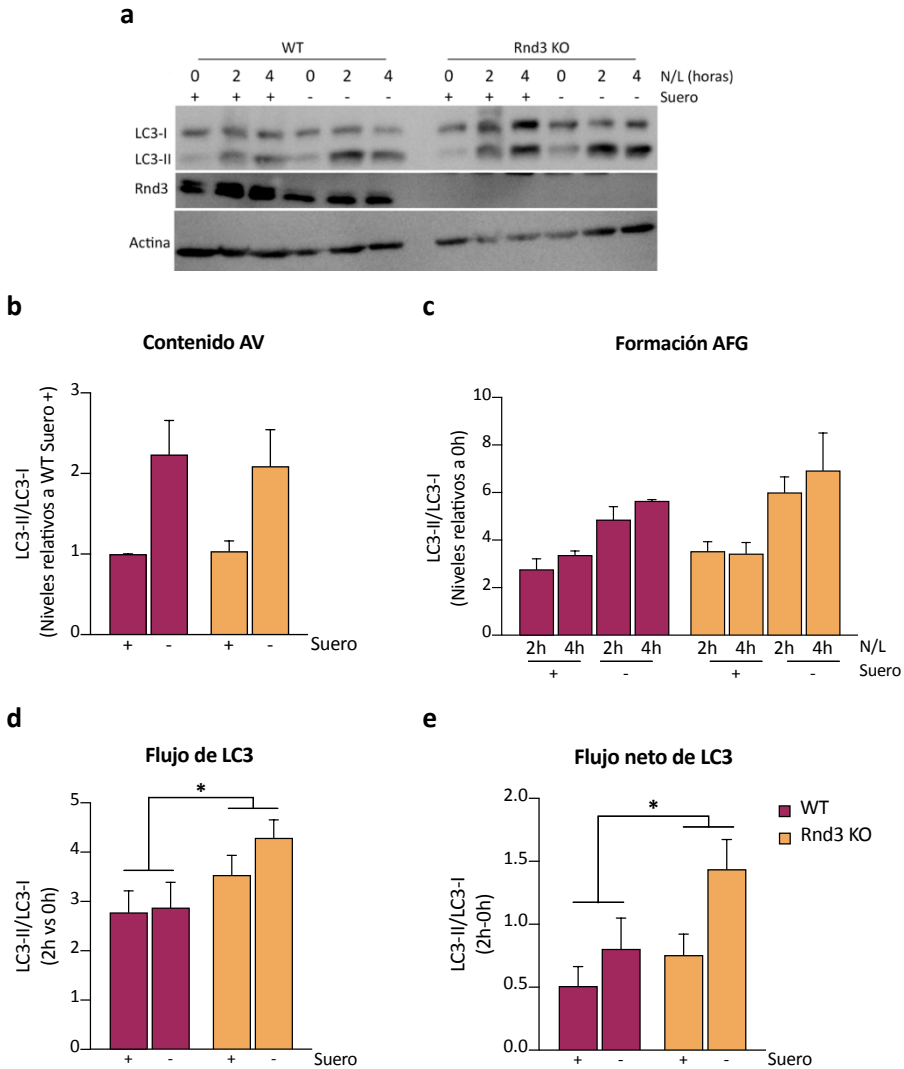 a
WT Rnd3 KO
0 2 4 0 2 4 0 2 4 0 2 4 N/L (horas)
+ + + - - - + + + - - - Suero
LC3-I
LC3-II
Rnd3
Actina
b
Contenido AV
LC3-II/LC3-I
(Niveles relativos a WT Suero +)
3
2
1
0
+ - + - Suero
c
Formación AFG
LC3-II/LC3-I
(Niveles relativos a 0h)
10
8
6
4
2
0
2h 4h 2h 4h 2h 4h 2h 4h N/L
+ - + - Suero
d
Flujo de LC3
*
LC3-II/LC3-I
(2h vs 0h)
5
4
3
2
1
0
+ - + - Suero
e
Flujo neto de LC3
*
LC3-II/LC3-I
(2h-0h)
2.0
1.5
1.0
0.5
0.0
+ - + - Suero
WT
Rnd3 KO